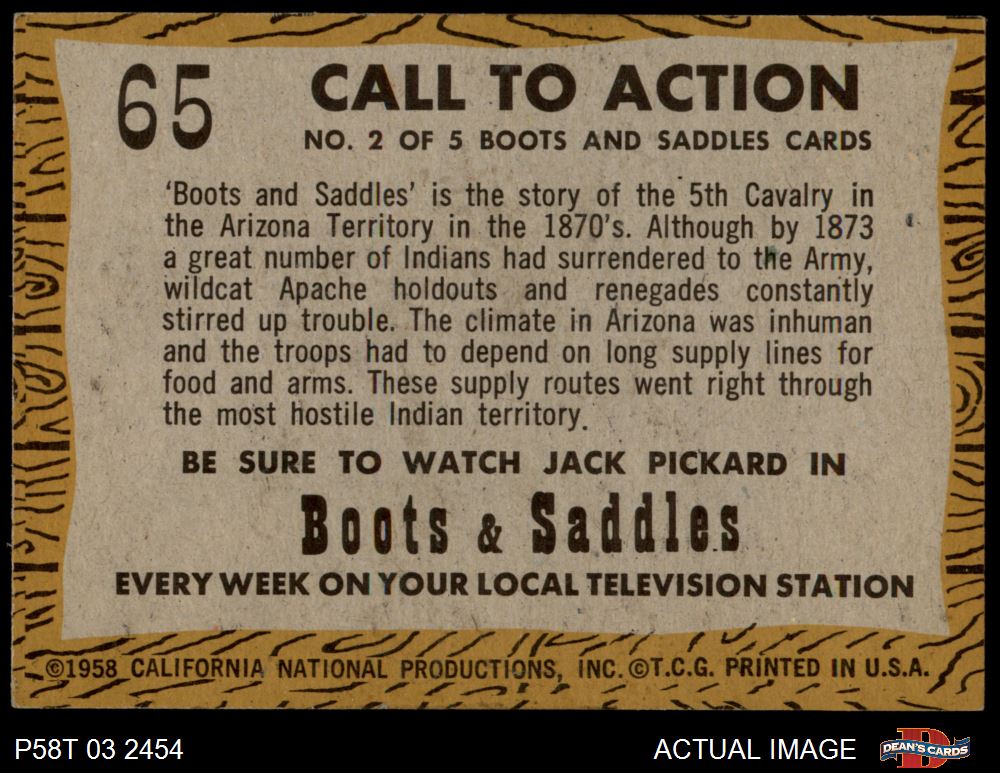 65
CALL TO ACTION
NO. 2 OF 5 BOOTS AND SADDLES CARDS
'Boots and Saddles' is the story of the 5th Cavalry in
the Arizona Territory in the 1870's. Although by 1873
a great number of Indians had surrendered to the Army,
wildcat Apache holdouts and renegades constantly
stirred up trouble. The climate in Arizona was inhuman
and the troops had to depend on long supply lines for
food and arms. These supply routes went right through
the most hostile Indian territory.
BE SURE TO WATCH JACK PICKARD IN
Boots & Saddles
EVERY WEEK ON YOUR LOCAL TELEVISION STATION
©1958 CALIFORNIA NATIONAL PRODUCTIONS, INC. ©T.C.G. PRINTED IN U.S.A.
P58T 03 2454
ACTUAL IMAGE
DEAN'S CARDS